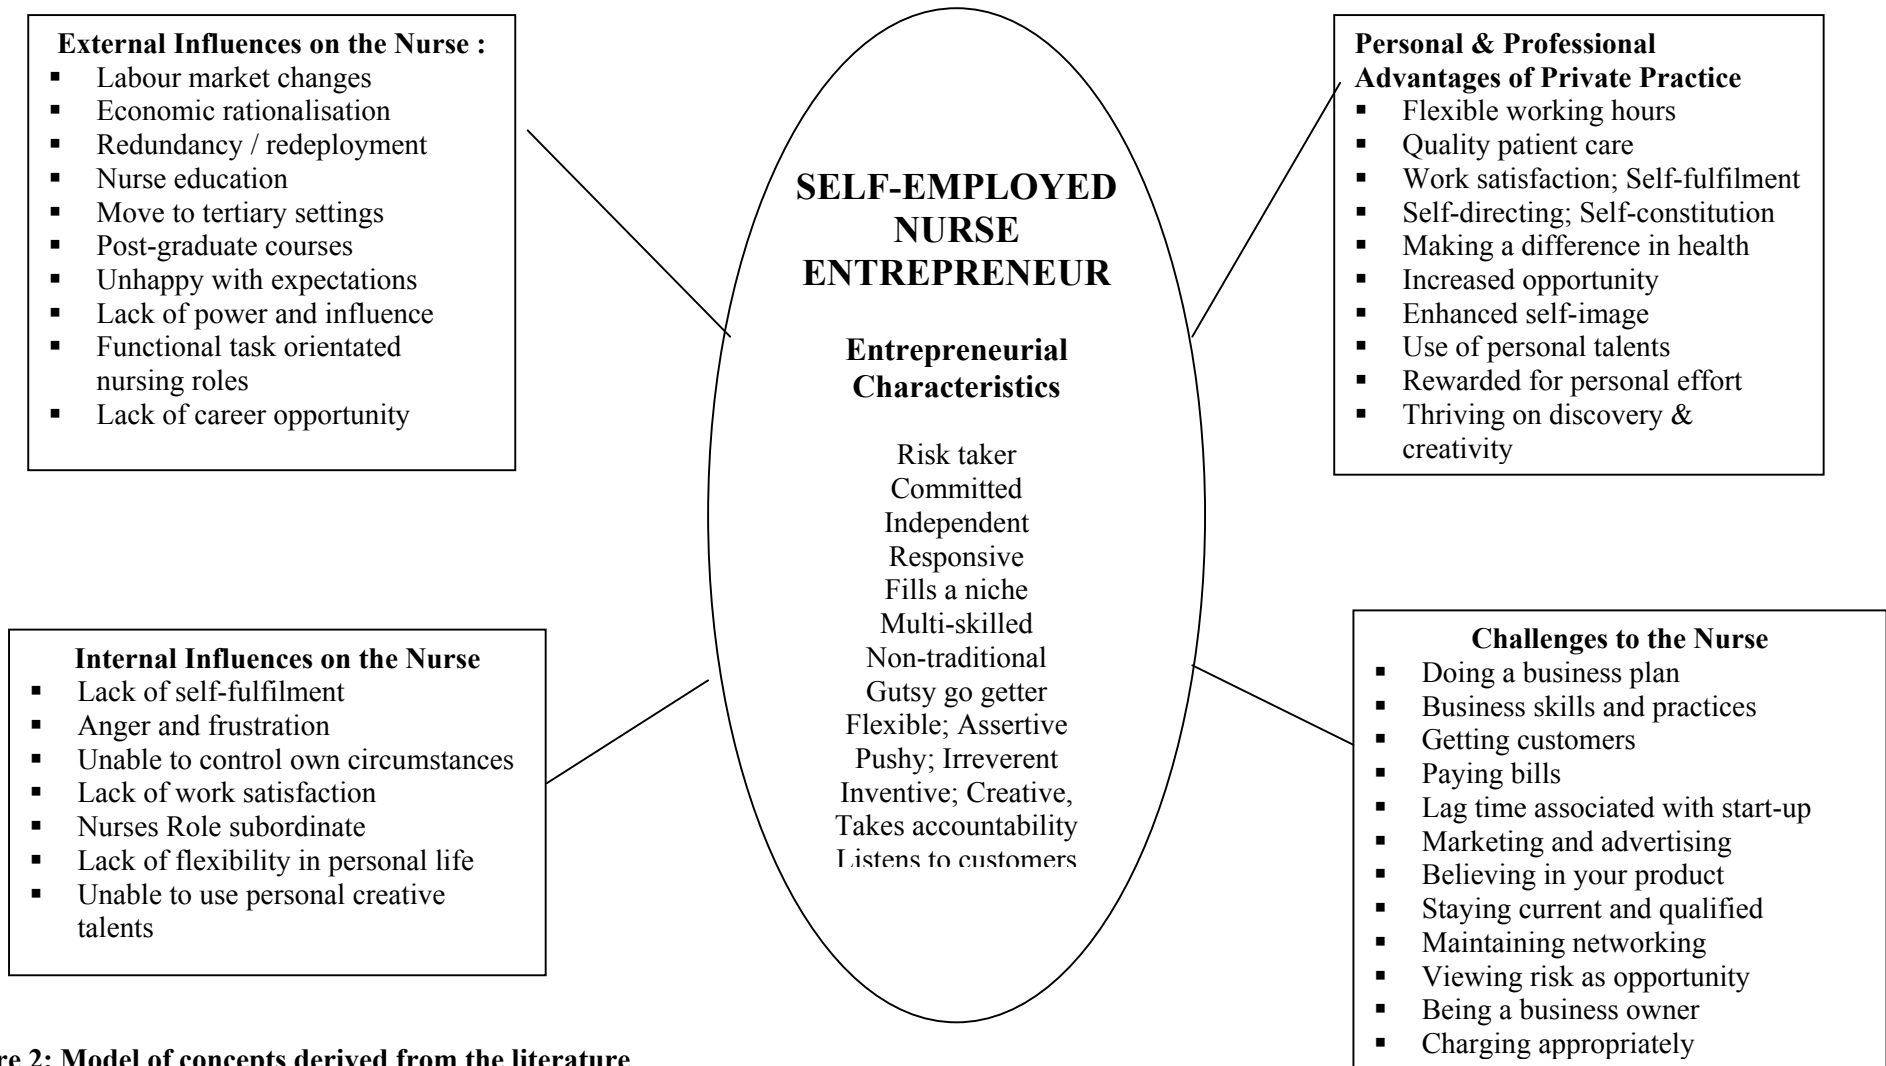 External Influences on the Nurse :
▪ Labour market changes
▪ Economic rationalisation
▪ Redundancy / redeployment
▪ Nurse education
▪ Move to tertiary settings
▪ Post-graduate courses
▪ Unhappy with expectations
▪ Lack of power and influence
▪ Functional task orientated
nursing roles
▪ Lack of career opportunity
Internal Influences on the Nurse
▪ Lack of self-fulfilment
▪ Anger and frustration
▪ Unable to control own circumstances
▪ Lack of work satisfaction
▪ Nurses Role subordinate
▪ Lack of flexibility in personal life
▪ Unable to use personal creative
talents
SELF-EMPLOYED
NURSE
ENTREPRENEUR
Entrepreneurial
Characteristics
Risk taker
Committed
Independent
Responsive
Fills a niche
Multi-skilled
Non-traditional
Gutsy go getter
Flexible; Assertive
Pushy; Irreverent
Inventive; Creative,
Takes accountability
Listens to customers
Personal & Professional
Advantages of Private Practice
▪ Flexible working hours
▪ Quality patient care
▪ Work satisfaction; Self-fulfilment
▪ Self-directing; Self-constitution
▪ Making a difference in health
▪ Increased opportunity
▪ Enhanced self-image
▪ Use of personal talents
▪ Rewarded for personal effort
▪ Thriving on discovery &
creativity
Challenges to the Nurse
▪ Doing a business plan
▪ Business skills and practices
▪ Getting customers
▪ Paying bills
▪ Lag time associated with start-up
▪ Marketing and advertising
▪ Believing in your product
▪ Staying current and qualified
▪ Maintaining networking
▪ Viewing risk as opportunity
▪ Being a business owner
▪ Charging appropriately
re 2: Model of concepts derived from the literature